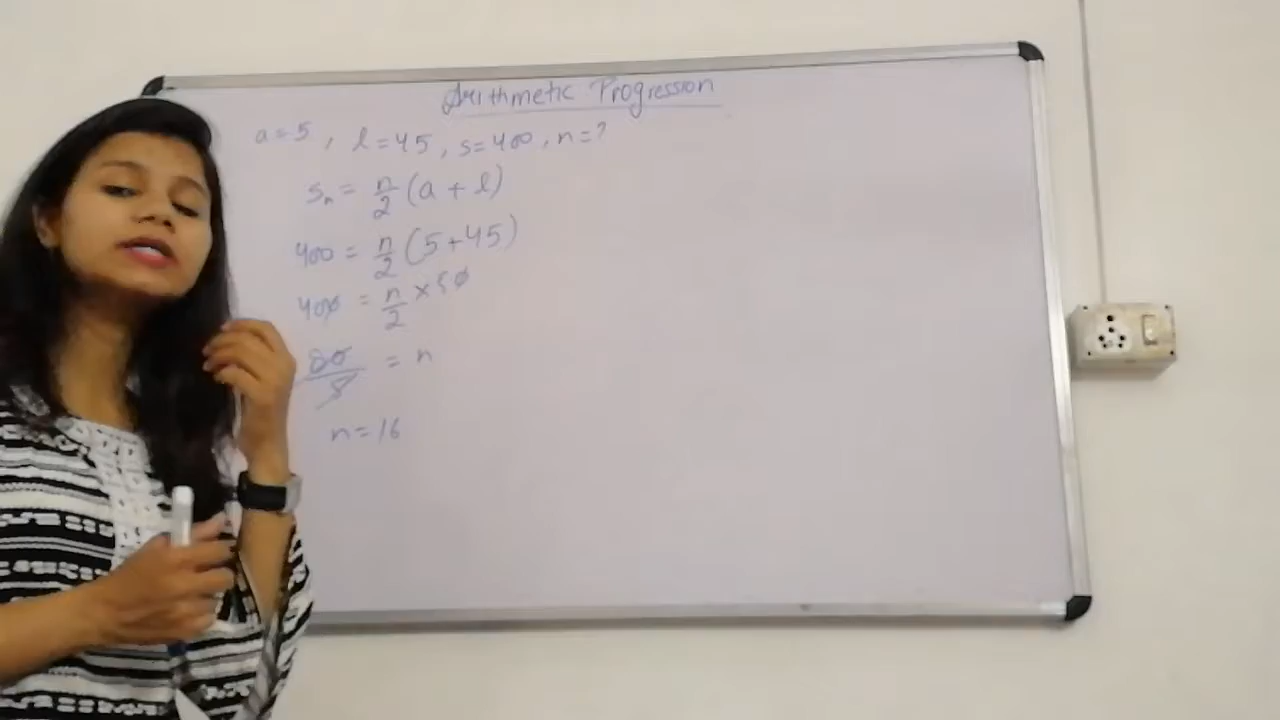 Arithmetic Progression
a = 5 , l = 45 , s = 400 , n = ?
Sn = n/2 (a + l)
400 = n/2 (5 + 45)
400 = n/2 × 50
80/5 = n
n = 16